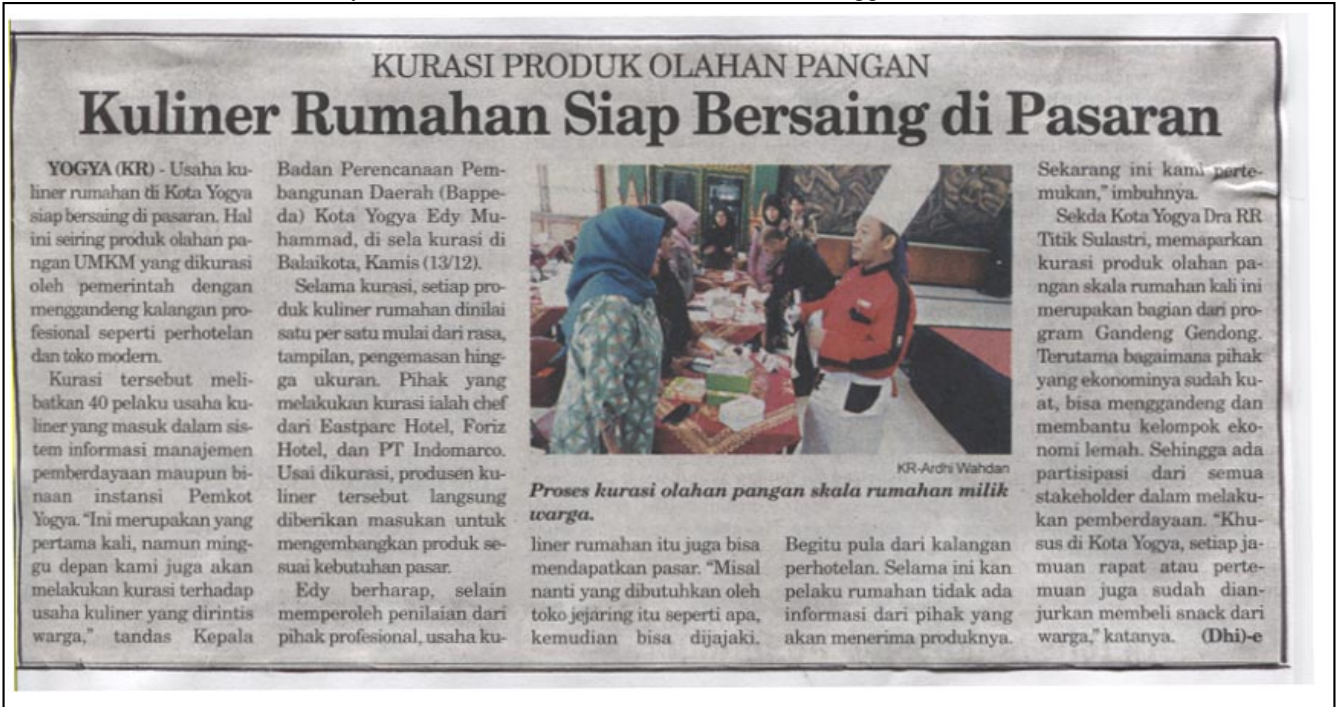 KURASI PRODUK OLAHAN PANGAN
Kuliner Rumahan Siap Bersaing di Pasaran
YOGYA (KR) - Usaha ku-
liner rumahan di Kota Yogya
siap bersaing di pasaran. Hal
ini seiring produk olahan pa-
ngan UMKM yang dikurasi
oleh pemerintah dengan
menggandeng kalangan pro-
fesional seperti perhotelan
dan toko modern.
Kurasi tersebut meli-
batkan 40 pelaku usaha ku-
liner yang masuk dalam sis-
tem informasi manajemen
pemberdayaan maupun bi-
naan instansi Pemkot
Yogya. "Ini merupakan yang
pertama kali, namun ming-
gu depan kami juga akan
melakukan kurasi terhadap
usaha kuliner yang dirintis
warga," tandas Kepala
Badan Perencanaan Pem-
bangunan Daerah (Bappe-
da) Kota Yogya Edy Mu-
hammad, di sela kurasi di
Balaikota, Kamis (13/12).
Selama kurasi, setiap pro-
duk kuliner rumahan dinilai
satu per satu mulai dari rasa,
tampilan, pengemasan hing-
ga ukuran. Pihak yang
melakukan kurasi ialah chef
dari Eastparc Hotel, Foriz
Hotel, dan PT Indomarco.
Usai dikurasi, produsen ku-
liner tersebut langsung
diberikan masukan untuk
mengembangkan produk se-
suai kebutuhan pasar.
Edy berharap, selain
memperoleh penilaian dari
pihak profesional, usaha ku-
KR-Ardhi Wahdan
Proses kurasi olahan pangan skala rumahan milik
warga.
liner rumahan itu juga bisa
mendapatkan pasar. "Misal
nanti yang dibutuhkan oleh
toko jejaring itu seperti apa,
kemudian bisa dijajaki.
Begitu pula dari kalangan
perhotelan. Selama ini kan
pelaku rumahan tidak ada
informasi dari pihak yang
akan menerima produknya.
Sekarang ini kami perte-
mukan," imbuhnya.
Sekda Kota Yogya Dra RR
Titik Sulastri, memaparkan
kurasi produk olahan pa-
ngan skala rumahan kali ini
merupakan bagian dari pro-
gram Gandeng Gendong.
Terutama bagaimana pihak
yang ekonominya sudah ku-
at, bisa menggandeng dan
membantu kelompok eko-
nomi lemah. Sehingga ada
partisipasi dari semua
stakeholder dalam melaku-
kan pemberdayaan. "Khu-
sus di Kota Yogya, setiap ja-
muan rapat atau perte-
muan juga sudah dian-
jurkan membeli snack dari
warga," katanya. (Dhi)-e